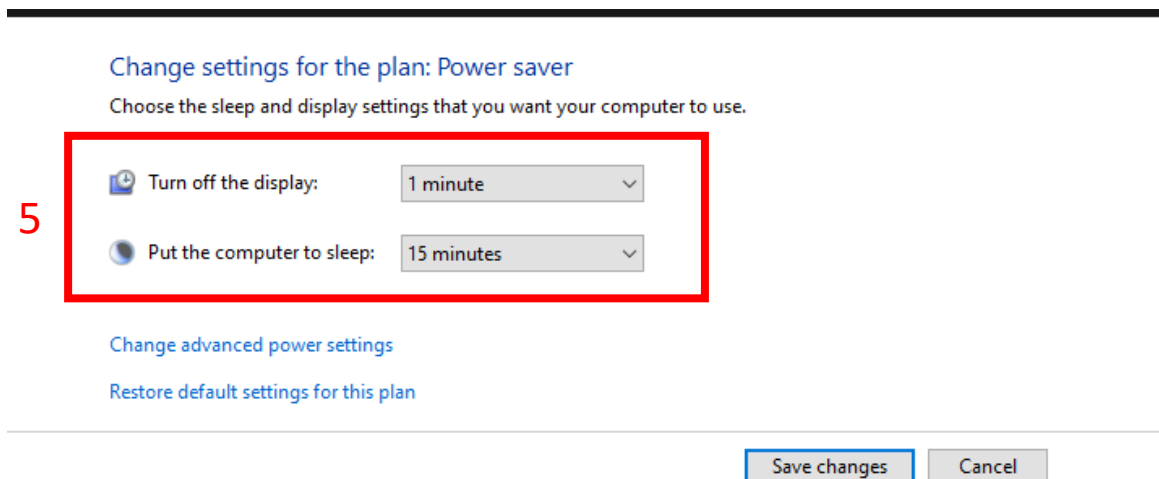 Change settings for the plan: Power saver
Choose the sleep and display settings that you want your computer to use.
Turn off the display: 1 minute
5
Put the computer to sleep: 15 minutes
Change advanced power settings
Restore default settings for this plan
Save changes Cancel